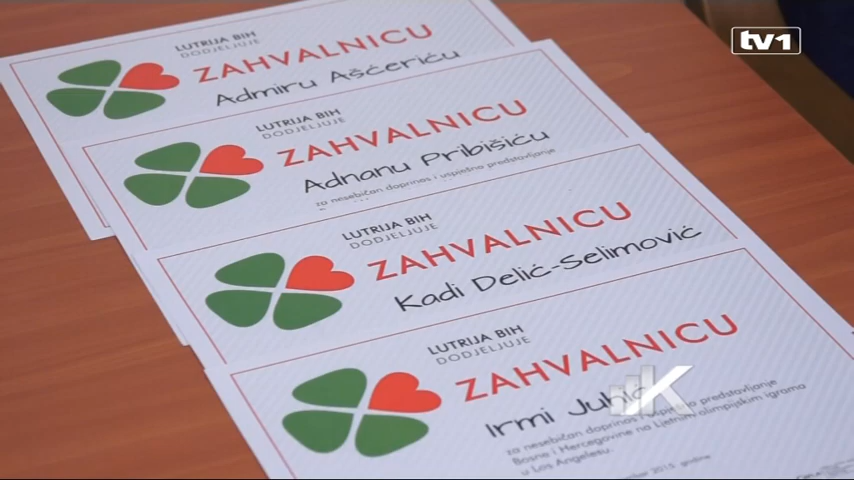 tv1
LUTRIJA BIH
DODJELJUJE
ZAHVALNICU
Admiru Ašćeriću
LUTRIJA BIH
DODJELJUJE
ZAHVALNICU
Adnanu Pribišiću
za nesebičan doprinos i uspješno predstavljanje
LUTRIJA BIH
DODJELJUJE
ZAHVALNICU
Kadi Delić-Selimović
LUTRIJA BIH
DODJELJUJE
ZAHVALNICU
Irmi
K
za nesebičan doprinos i uspješno predstavljanje
Bosne i Hercegovine na Ljetnim olimpijskim igrama
u Los Angelesu.
2015. godine